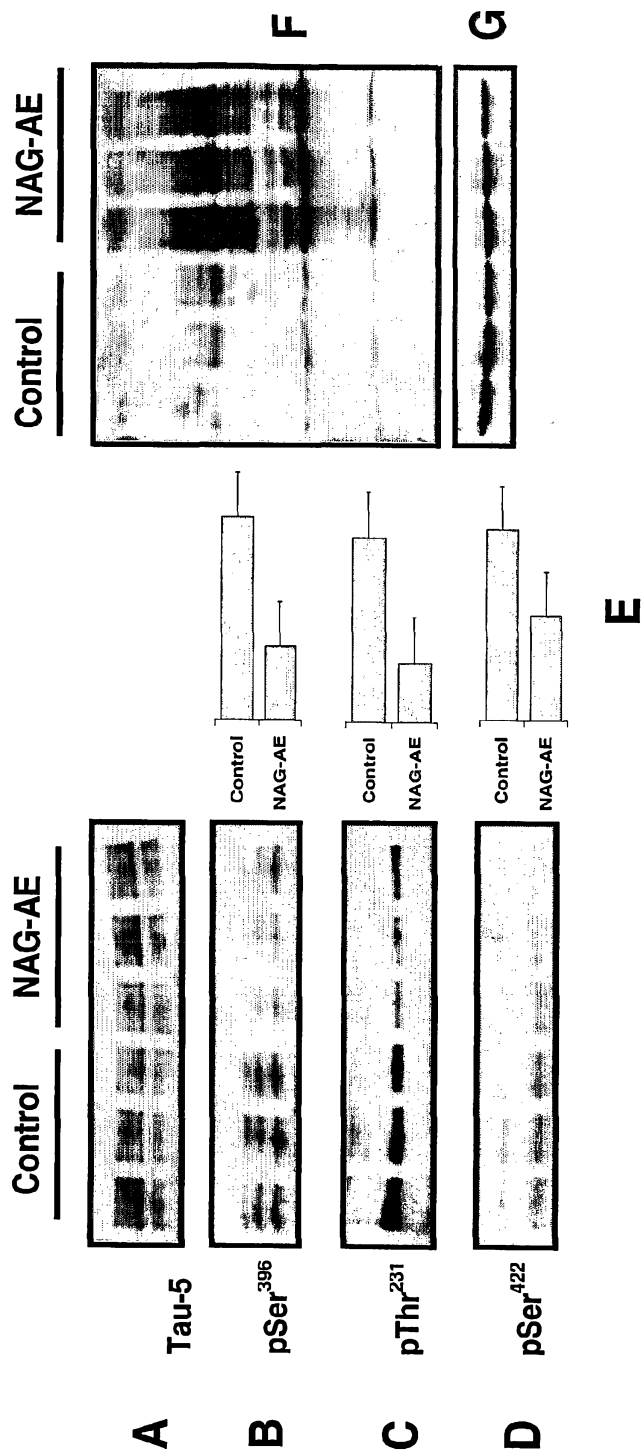 Control NAG-AE
A Tau-5
B pSer396
C pThr231
D pSer422
Control
NAG-AE
Control
NAG-AE
Control
NAG-AE
E
Control NAG-AE
F
G